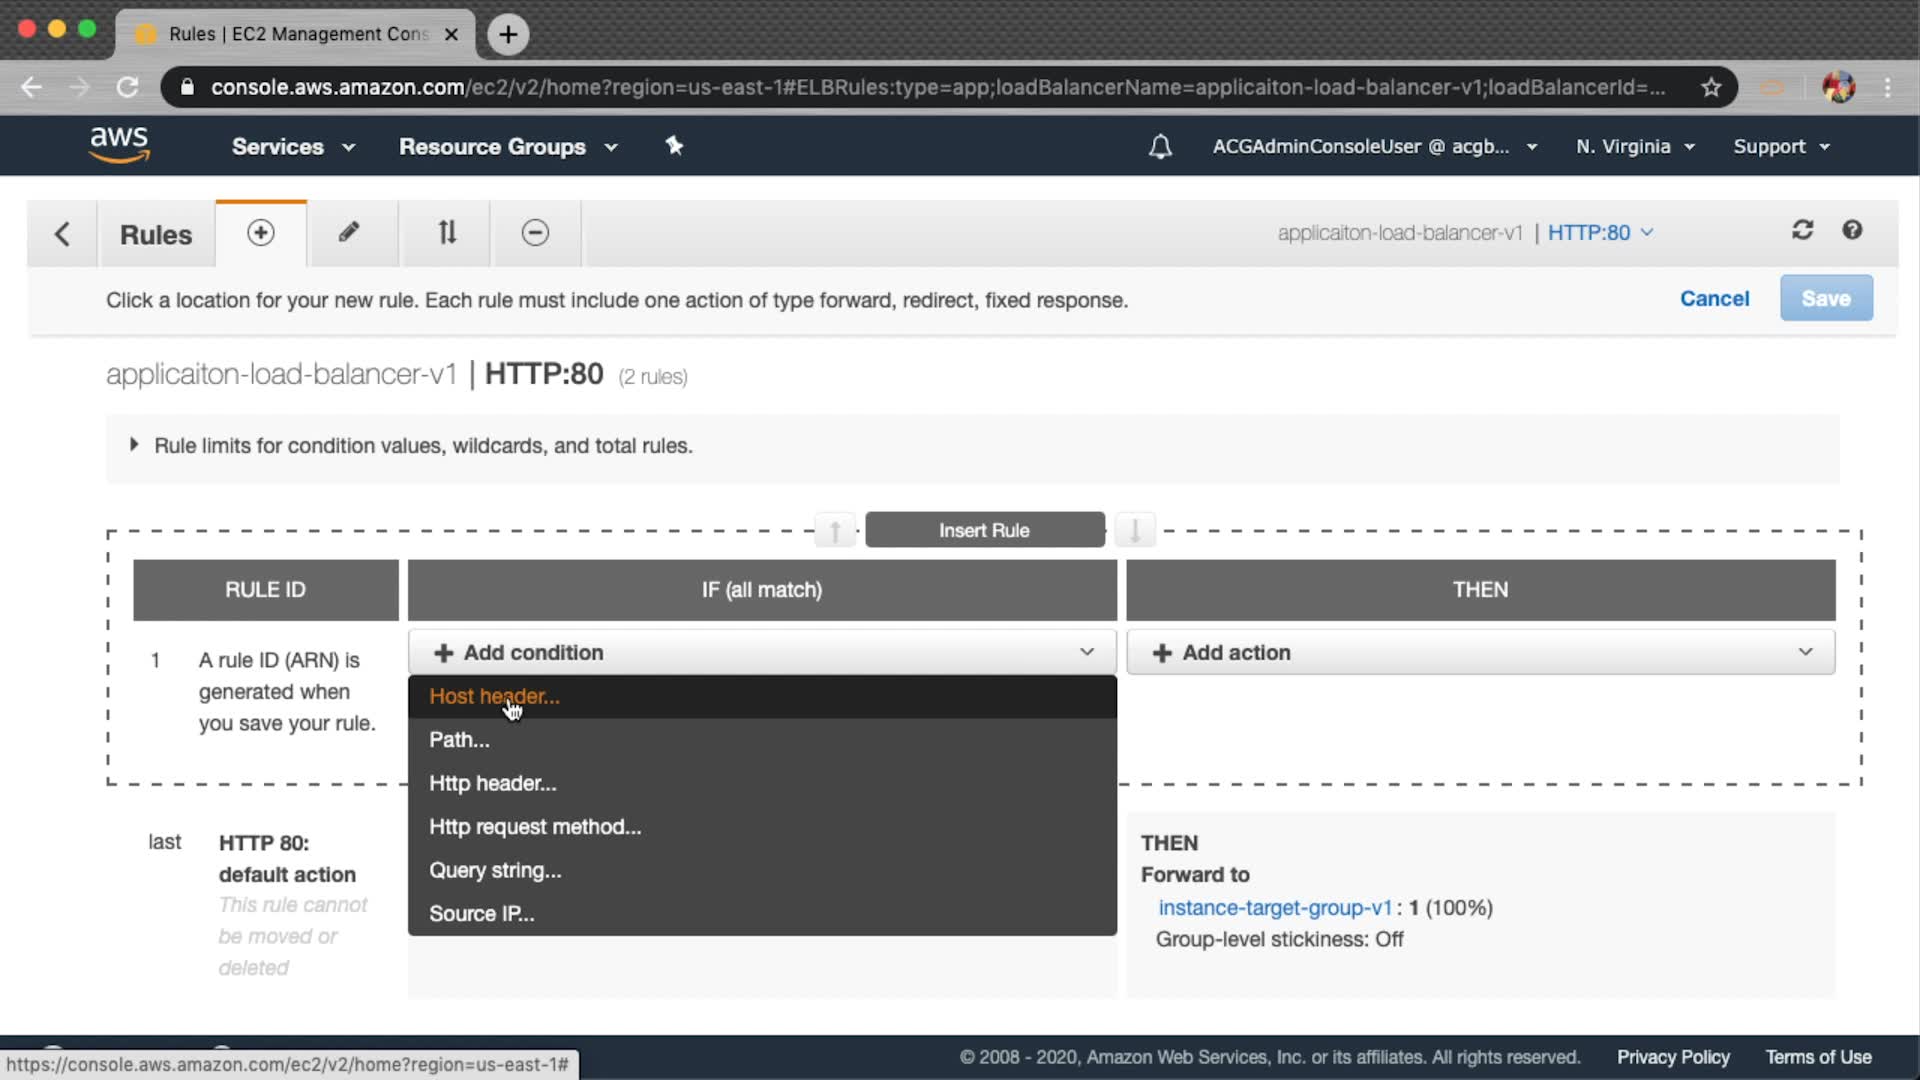 Rules | EC2 Management Cons
console.aws.amazon.com/ec2/v2/home?region=us-east-1#ELBRules:type=app;loadBalancerName=applicaiton-load-balancer-v1;loadBalancerId=...
aws
Services
Resource Groups
ACGAdminConsoleUser @ acgb...
N. Virginia
Support
Rules
applicaiton-load-balancer-v1 | HTTP:80
Click a location for your new rule. Each rule must include one action of type forward, redirect, fixed response.
Cancel
Save
applicaiton-load-balancer-v1 | HTTP:80 (2 rules)
Rule limits for condition values, wildcards, and total rules.
Insert Rule
RULE ID
IF (all match)
THEN
1
A rule ID (ARN) is
generated when
you save your rule.
Add condition
Add action
Host header...
Path...
Http header...
Http request method...
Query string...
Source IP...
last
HTTP 80:
default action
This rule cannot
be moved or
deleted
THEN
Forward to
instance-target-group-v1: 1 (100%)
Group-level stickiness: Off
https://console.aws.amazon.com/ec2/v2/home?region=us-east-1#
© 2008 - 2020, Amazon Web Services, Inc. or its affiliates. All rights reserved.
Privacy Policy
Terms of Use